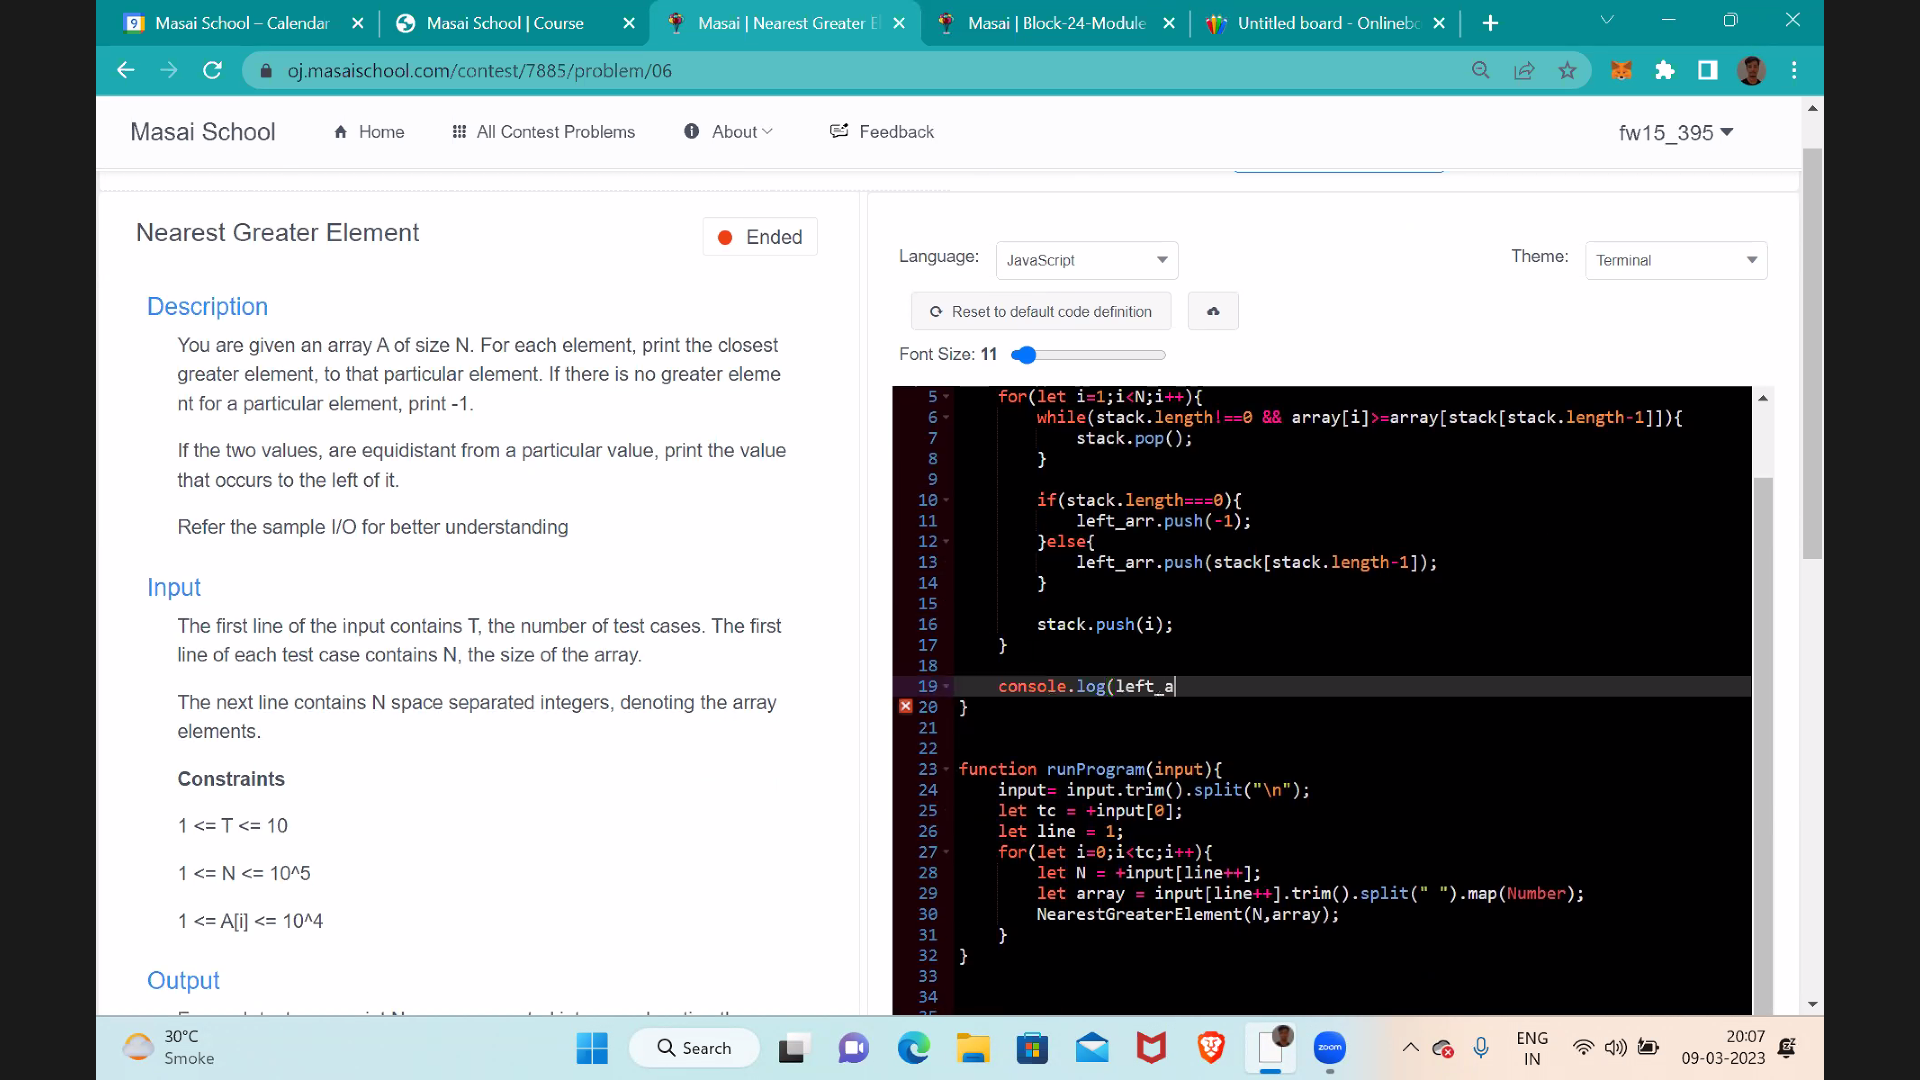 Masai School – Calendar
Masai School | Course
Masai | Nearest Greater E
Masai | Block-24-Module
Untitled board - Onlinebo
oj.masaischool.com/contest/7885/problem/06
Masai School
Home
All Contest Problems
About
Feedback
fw15_395
Nearest Greater Element
Ended
Description
You are given an array A of size N. For each element, print the closest
greater element, to that particular element. If there is no greater eleme
nt for a particular element, print -1.
If the two values, are equidistant from a particular value, print the value
that occurs to the left of it.
Refer the sample I/O for better understanding
Input
The first line of the input contains T, the number of test cases. The first
line of each test case contains N, the size of the array.
The next line contains N space separated integers, denoting the array
elements.
Constraints
1 <= T <= 10
1 <= N <= 10^5
1 <= A[i] <= 10^4
Output
Language:
JavaScript
Theme:
Terminal
Reset to default code definition
Font Size: 11
5 for(let i=1;i<N;i++){
6 while(stack.length!==0 && array[i]>=array[stack[stack.length-1]]){
7 stack.pop();
8 }
9
10 if(stack.length===0){
11 left_arr.push(-1);
12 }else{
13 left_arr.push(stack[stack.length-1]);
14 }
15
16 stack.push(i);
17 }
18
19 console.log(left_a
20 }
21
22
23 function runProgram(input){
24 input= input.trim().split("\n");
25 let tc = +input[0];
26 let line = 1;
27 for(let i=0;i<tc;i++){
28 let N = +input[line++];
29 let array = input[line++].trim().split(" ").map(Number);
30 NearestGreaterElement(N,array);
31 }
32 }
33
34
30°C
Smoke
Search
zoom
ENG
IN
20:07
09-03-2023